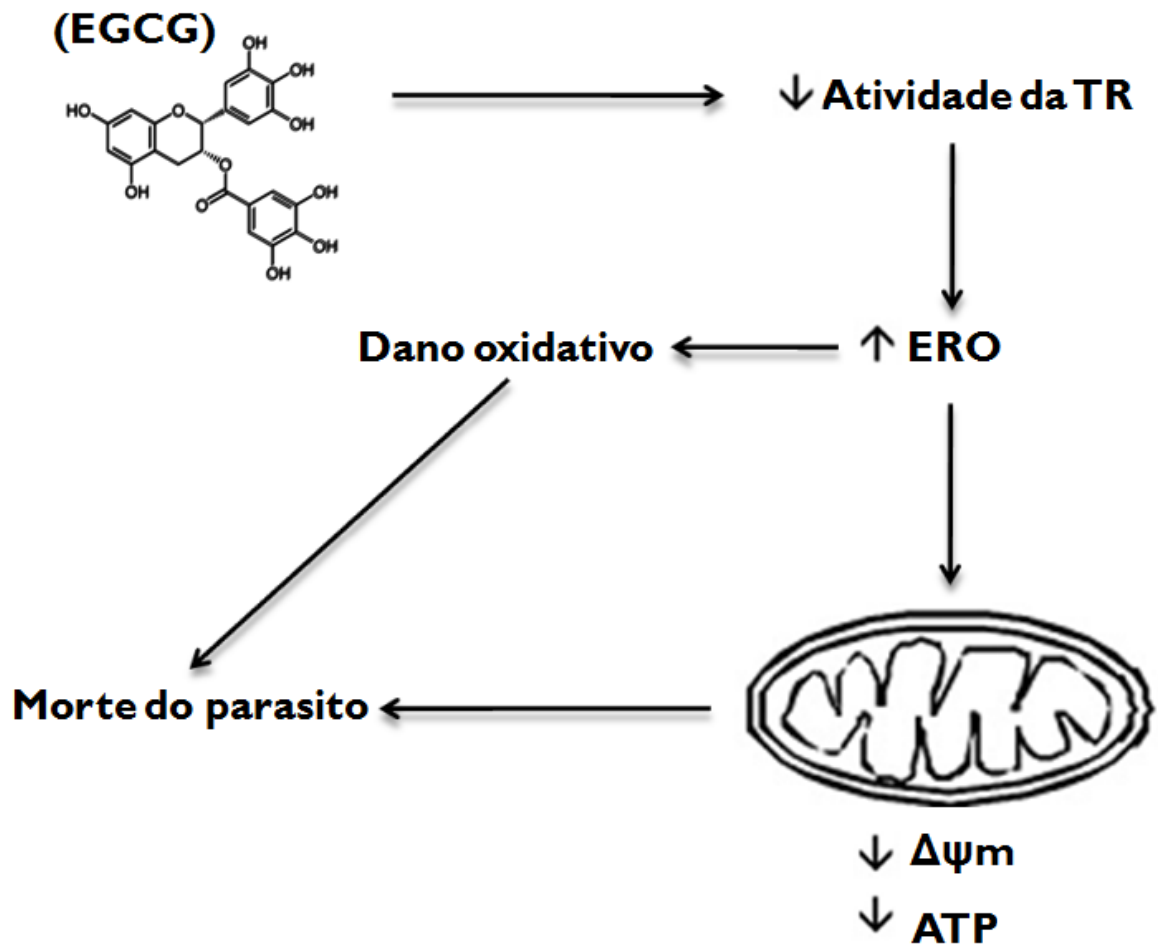 (EGCG)
OH
OH
HO
O
OH
O
OH
O
OH
OH
OH
↓ Atividade da TR
Dano oxidativo
↑ ERO
Morte do parasito
↓ Δψm
↓ ATP